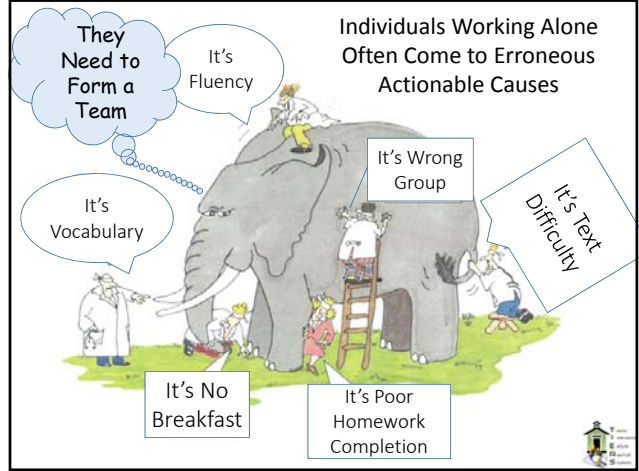 They
Need to
Form a
Team
It's
Fluency
Individuals Working Alone
Often Come to Erroneous
Actionable Causes
It's Wrong
Group
It's
Vocabulary
It's Text
Difficulty
It's No
Breakfast
It's Poor
Homework
Completion
T
I
E
R
S